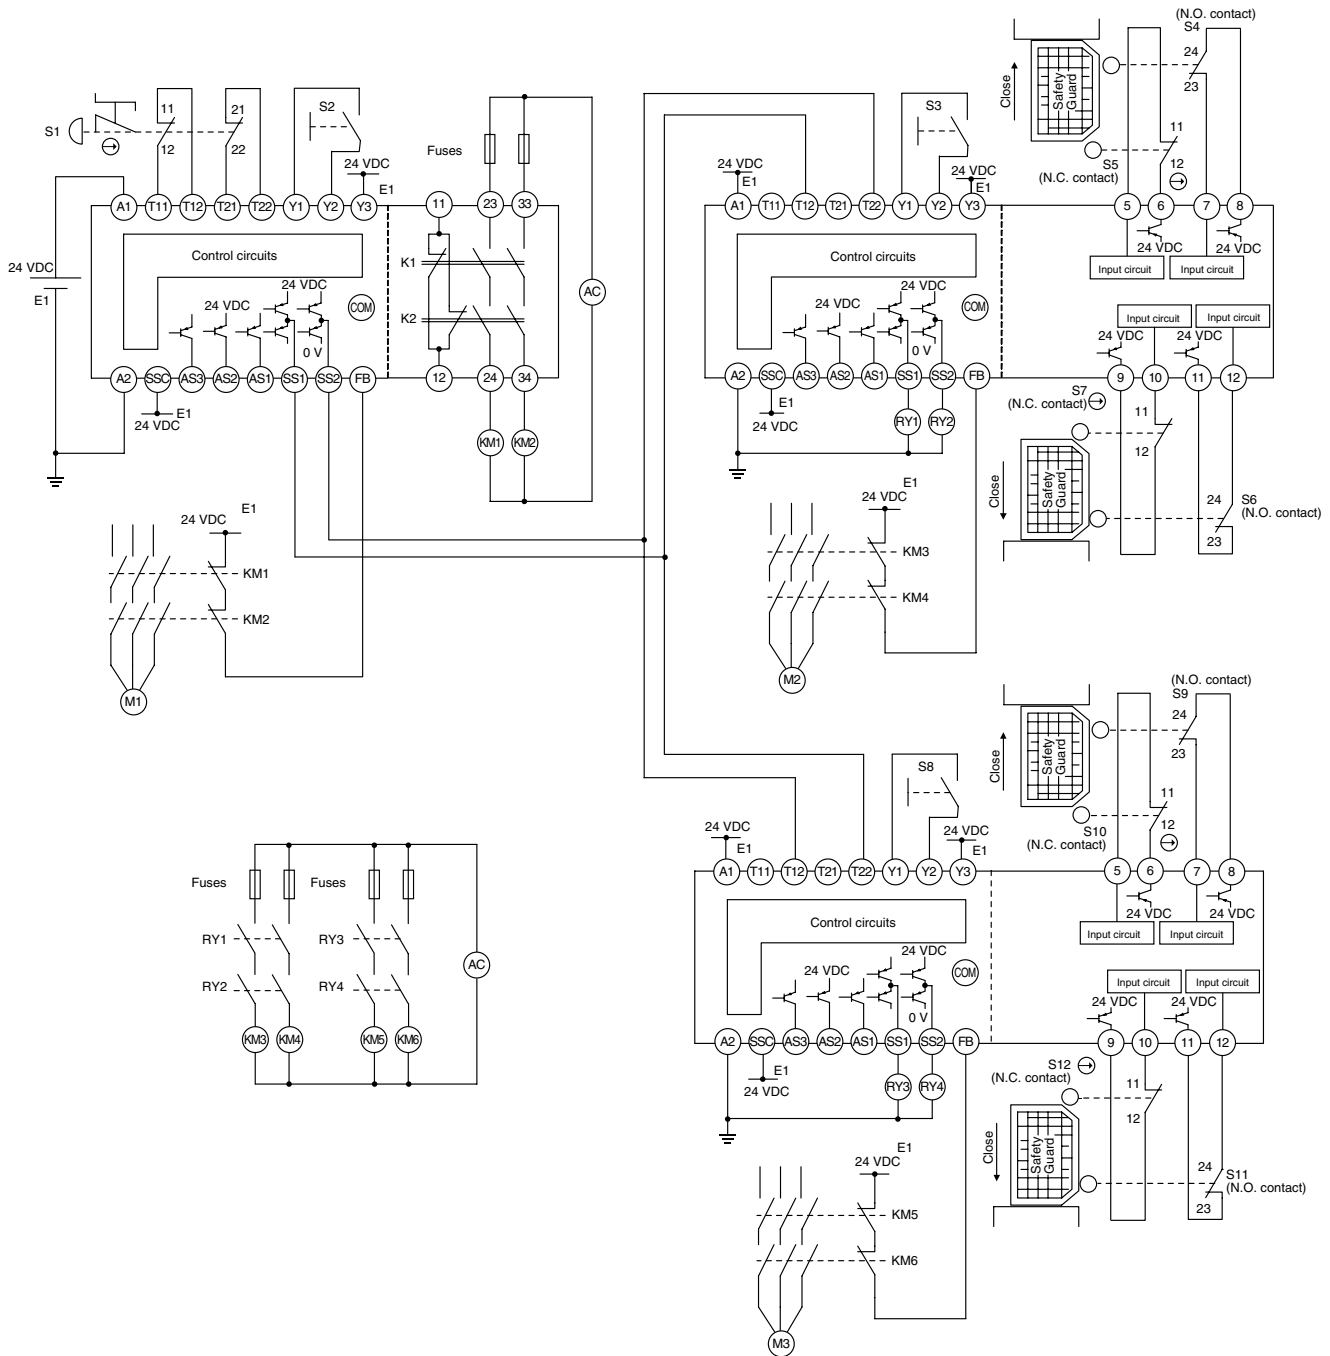 S1
11
12
21
22
S2
24 VDC
E1
A1 T11 T12 T21 T22 Y1 Y2 Y3
24 VDC
E1
Control circuits
24 VDC
COM
0 V
A2 SSC AS3 AS2 AS1 SS1 SS2 FB
E1
24 VDC
Fuses
11 23 33
K1
K2
12 24 34
KM1 KM2
AC
E1
24 VDC
KM1
KM2
M1
S3
24 VDC
E1
24 VDC
E1
A1 T11 T12 T21 T22 Y1 Y2 Y3
Control circuits
24 VDC
COM
0 V
A2 SSC AS3 AS2 AS1 SS1 SS2 FB
E1
24 VDC
RY1 RY2
(N.O. contact)
S4
24
23
Close
Safety
Guard
11
12
S5
(N.C. contact)
5 6 7 8
24 VDC
24 VDC
Input circuit
Input circuit
Input circuit
Input circuit
24 VDC
24 VDC
9 10 11 12
S7
(N.C. contact)
11
12
Close
Safety
Guard
24
23
S6
(N.O. contact)
E1
24 VDC
KM3
KM4
M2
S8
24 VDC
E1
24 VDC
E1
A1 T11 T12 T21 T22 Y1 Y2 Y3
Control circuits
24 VDC
COM
0 V
A2 SSC AS3 AS2 AS1 SS1 SS2 FB
E1
24 VDC
RY3 RY4
(N.O. contact)
S9
24
23
Close
Safety
Guard
11
12
S10
(N.C. contact)
5 6 7 8
24 VDC
24 VDC
Input circuit
Input circuit
Input circuit
Input circuit
24 VDC
24 VDC
9 10 11 12
S12
(N.C. contact)
11
12
Close
Safety
Guard
24
23
S11
(N.O. contact)
E1
24 VDC
KM5
KM6
M3
Fuses
Fuses
RY1
RY3
RY2
RY4
AC
KM3 KM4 KM5 KM6